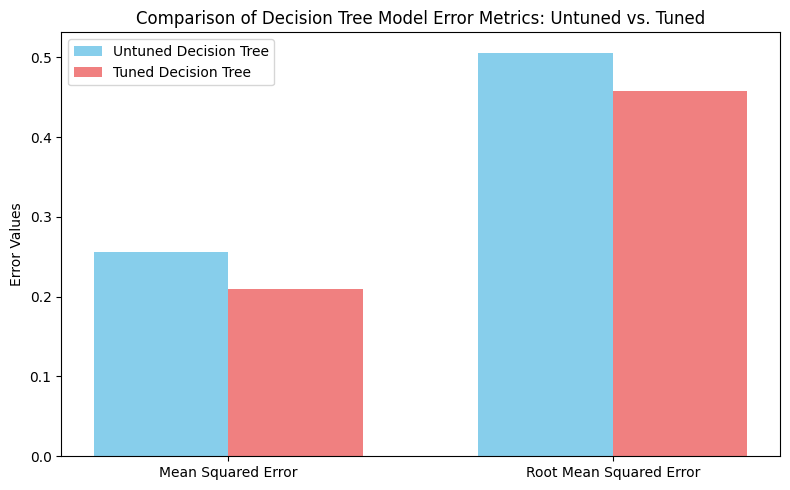 Comparison of Decision Tree Model Error Metrics: Untuned vs. Tuned
Untuned Decision Tree
Tuned Decision Tree
Error Values
0.5
0.4
0.3
0.2
0.1
0.0
Mean Squared Error
Root Mean Squared Error